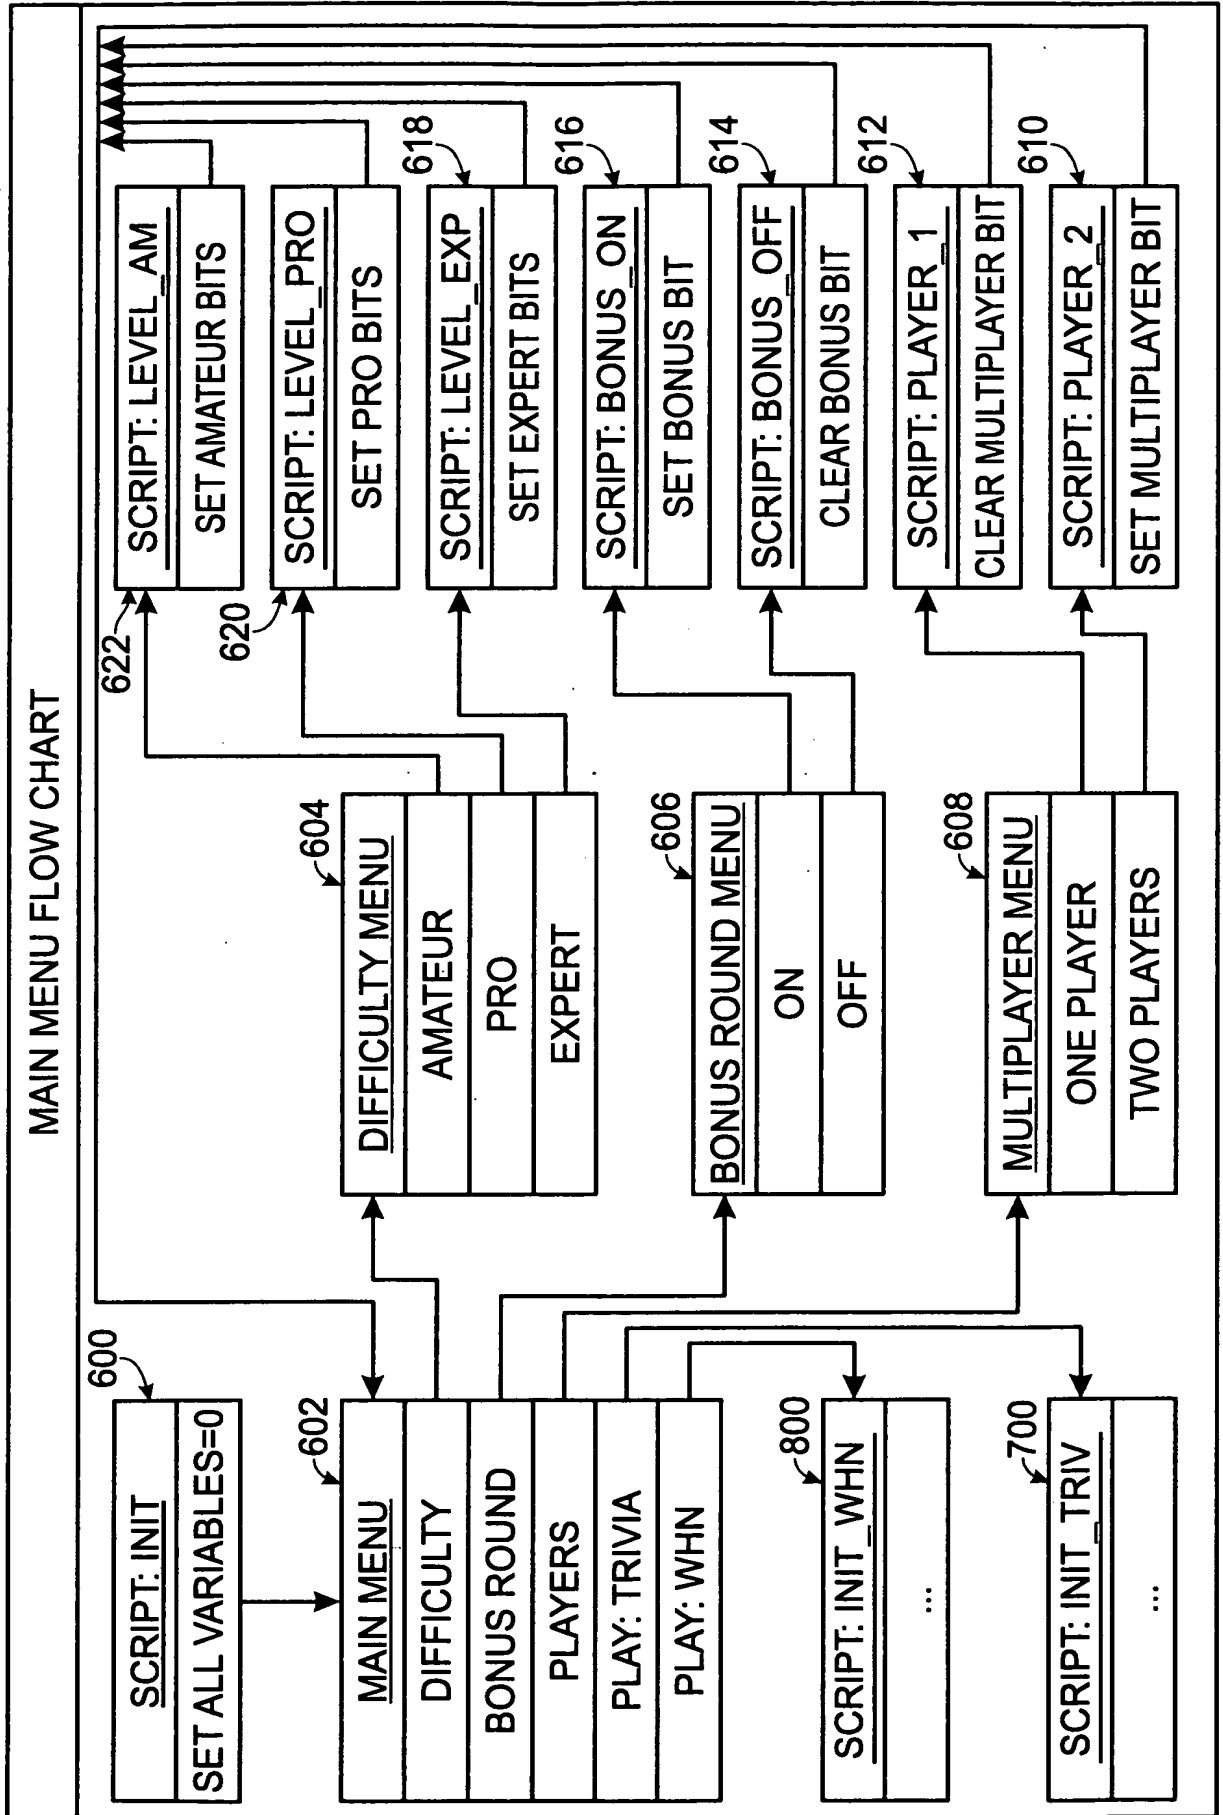 MAIN MENU FLOW CHART
600
SCRIPT: INIT
SET ALL VARIABLES=0
602
MAIN MENU
DIFFICULTY
BONUS ROUND
PLAYERS
PLAY: TRIVIA
PLAY: WHN
800
SCRIPT: INIT_WHN
...
700
SCRIPT: INIT_TRIV
...
604
DIFFICULTY MENU
AMATEUR
PRO
EXPERT
606
BONUS ROUND MENU
ON
OFF
608
MULTIPLAYER MENU
ONE PLAYER
TWO PLAYERS
622
SCRIPT: LEVEL_AM
SET AMATEUR BITS
620
SCRIPT: LEVEL_PRO
SET PRO BITS
618
SCRIPT: LEVEL_EXP
SET EXPERT BITS
616
SCRIPT: BONUS_ON
SET BONUS BIT
614
SCRIPT: BONUS_OFF
CLEAR BONUS BIT
612
SCRIPT: PLAYER_1
CLEAR MULTIPLAYER BIT
610
SCRIPT: PLAYER_2
SET MULTIPLAYER BIT